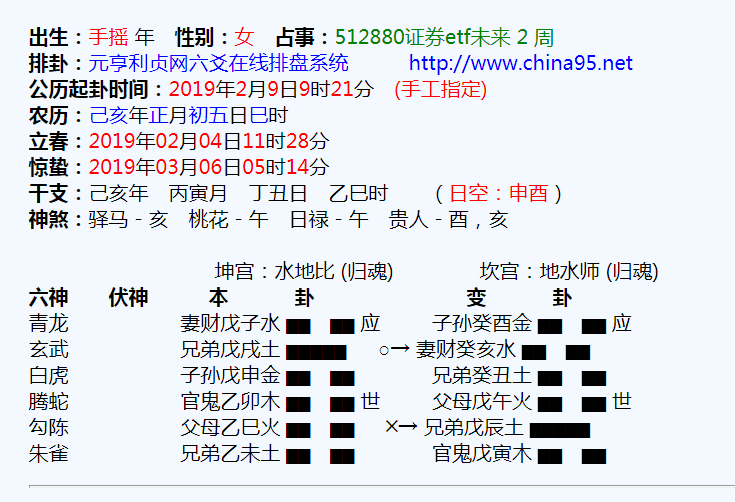 出生：手摇 年 性别：女 占事：512880证券etf未来 2 周
排卦：元亨利贞网六爻在线排盘系统 http://www.china95.net
公历起卦时间：2019年2月9日9时21分 (手工指定)
农历：己亥年正月初五日巳时
立春：2019年02月04日11时28分
惊蛰：2019年03月06日05时14分
干支：己亥年 丙寅月 丁丑日 乙巳时 （日空：申酉）
神煞：驿马－亥 桃花－午 日禄－午 贵人－酉，亥
坤宫：水地比 (归魂) 坎宫：地水师 (归魂)
六神 伏神 本 卦 变 卦
青龙 妻财戊子水 ▅▅ ▅▅ 应 子孙癸酉金 ▅▅ ▅▅ 应
玄武 兄弟戊戌土 ▅▅▅▅▅ ○→ 妻财癸亥水 ▅▅ ▅▅
白虎 子孙戊申金 ▅▅ ▅▅ 兄弟癸丑土 ▅▅ ▅▅
腾蛇 官鬼乙卯木 ▅▅ ▅▅ 世 父母戊午火 ▅▅ ▅▅ 世
勾陈 父母乙巳火 ▅▅ ▅▅ ×→ 兄弟戊辰土 ▅▅▅▅▅
朱雀 兄弟乙未土 ▅▅ ▅▅ 官鬼戊寅木 ▅▅ ▅▅